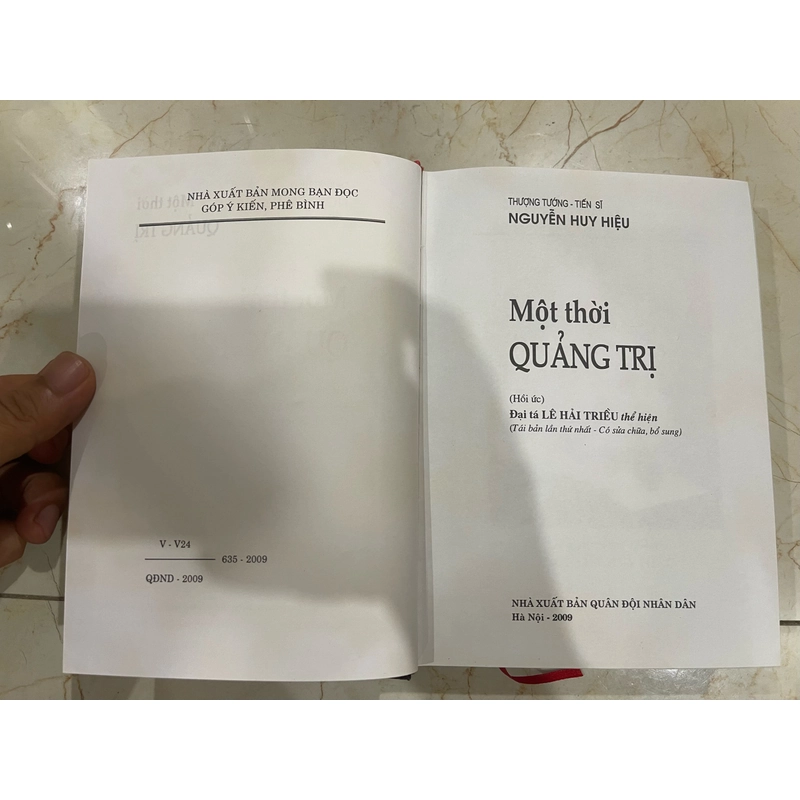 NHÀ XUẤT BẢN MONG BẠN ĐỌC
GÓP Ý KIẾN, PHÊ BÌNH
V - V24
635 - 2009
QĐND - 2009
THƯỢNG TƯỚNG - TIẾN SĨ
NGUYỄN HUY HIỆU
Một thời
QUẢNG TRỊ
(Hồi ức)
Đại tá LÊ HẢI TRIỀU thể hiện
(Tái bản lần thứ nhất - Có sửa chữa, bổ sung)
NHÀ XUẤT BẢN QUÂN ĐỘI NHÂN DÂN
Hà Nội - 2009